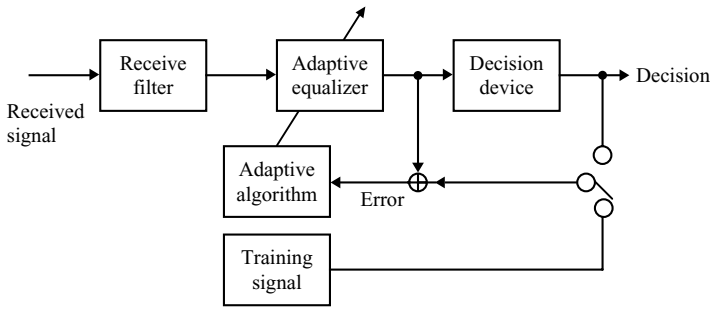 Received
signal
Receive
filter
Adaptive
equalizer
Decision
device
Decision
Adaptive
algorithm
Error
Training
signal